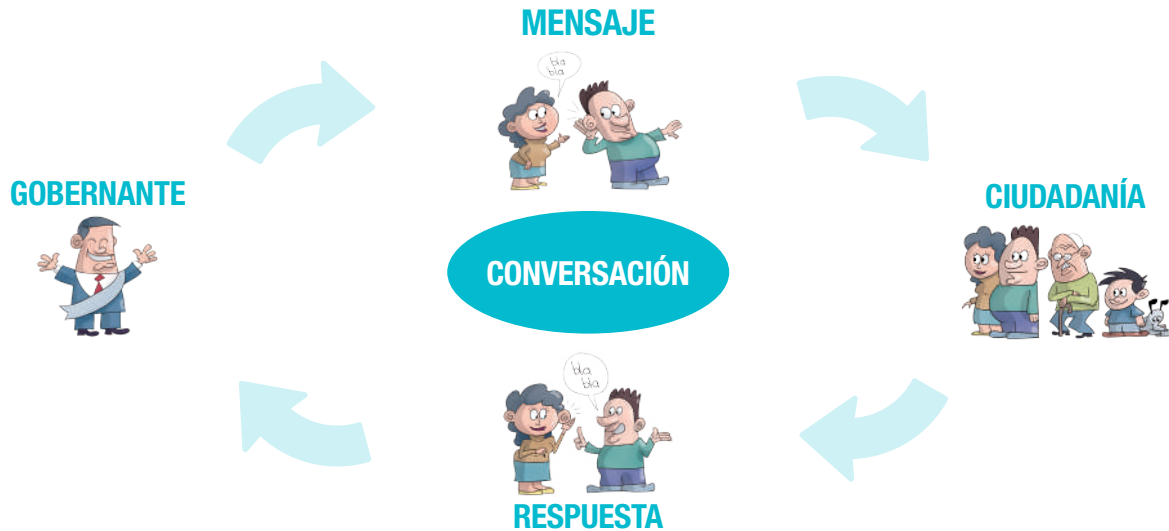 MENSAJE
bla
bla
GOBERNANTE
CIUDADANÍA
CONVERSACIÓN
bla
bla
RESPUESTA